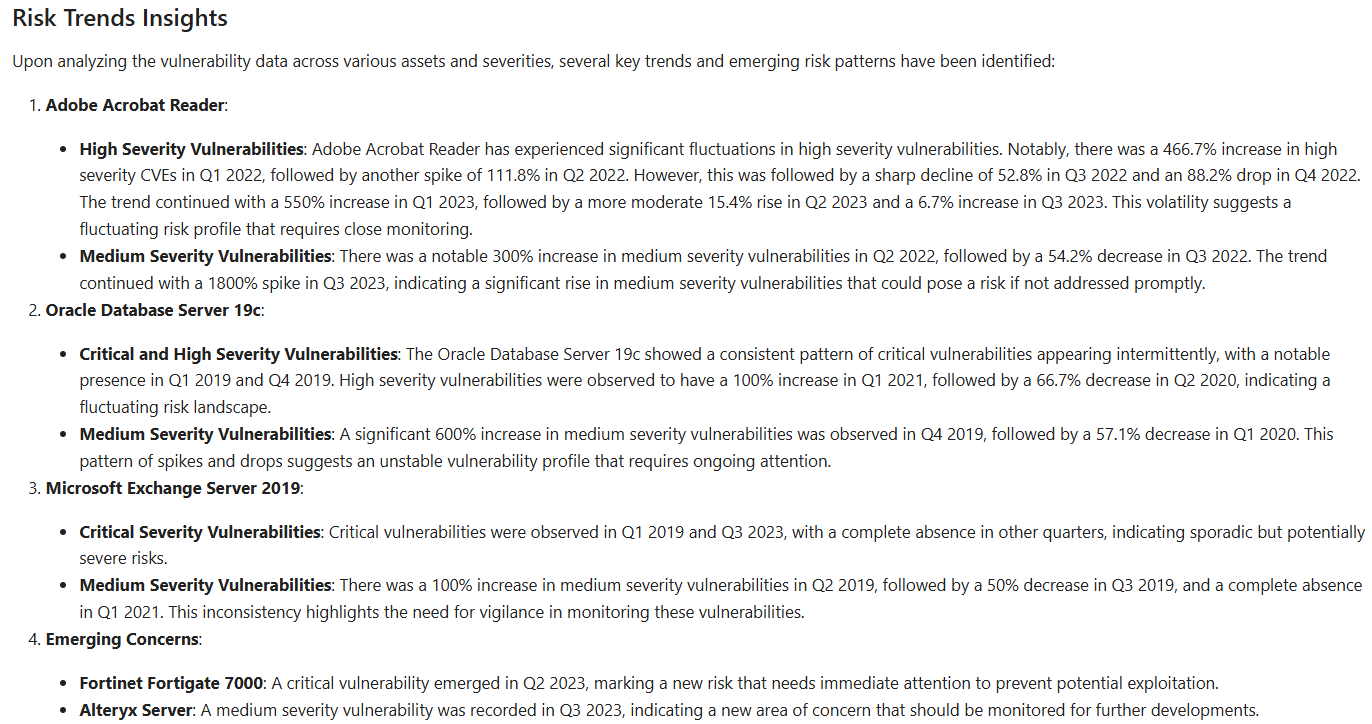 Risk Trends Insights
Upon analyzing the vulnerability data across various assets and severities, several key trends and emerging risk patterns have been identified:
1. Adobe Acrobat Reader:
• High Severity Vulnerabilities: Adobe Acrobat Reader has experienced significant fluctuations in high severity vulnerabilities. Notably, there was a 466.7% increase in high
severity CVEs in Q1 2022, followed by another spike of 111.8% in Q2 2022. However, this was followed by a sharp decline of 52.8% in Q3 2022 and an 88.2% drop in Q4 2022.
The trend continued with a 550% increase in Q1 2023, followed by a more moderate 15.4% rise in Q2 2023 and a 6.7% increase in Q3 2023. This volatility suggests a
fluctuating risk profile that requires close monitoring.
• Medium Severity Vulnerabilities: There was a notable 300% increase in medium severity vulnerabilities in Q2 2022, followed by a 54.2% decrease in Q3 2022. The trend
continued with a 1800% spike in Q3 2023, indicating a significant rise in medium severity vulnerabilities that could pose a risk if not addressed promptly.
2. Oracle Database Server 19c:
• Critical and High Severity Vulnerabilities: The Oracle Database Server 19c showed a consistent pattern of critical vulnerabilities appearing intermittently, with a notable
presence in Q1 2019 and Q4 2019. High severity vulnerabilities were observed to have a 100% increase in Q1 2021, followed by a 66.7% decrease in Q2 2020, indicating a
fluctuating risk landscape.
• Medium Severity Vulnerabilities: A significant 600% increase in medium severity vulnerabilities was observed in Q4 2019, followed by a 57.1% decrease in Q1 2020. This
pattern of spikes and drops suggests an unstable vulnerability profile that requires ongoing attention.
3. Microsoft Exchange Server 2019:
• Critical Severity Vulnerabilities: Critical vulnerabilities were observed in Q1 2019 and Q3 2023, with a complete absence in other quarters, indicating sporadic but potentially
severe risks.
• Medium Severity Vulnerabilities: There was a 100% increase in medium severity vulnerabilities in Q2 2019, followed by a 50% decrease in Q3 2019, and a complete absence
in Q1 2021. This inconsistency highlights the need for vigilance in monitoring these vulnerabilities.
4. Emerging Concerns:
• Fortinet Fortigate 7000: A critical vulnerability emerged in Q2 2023, marking a new risk that needs immediate attention to prevent potential exploitation.
• Alteryx Server: A medium severity vulnerability was recorded in Q3 2023, indicating a new area of concern that should be monitored for further developments.